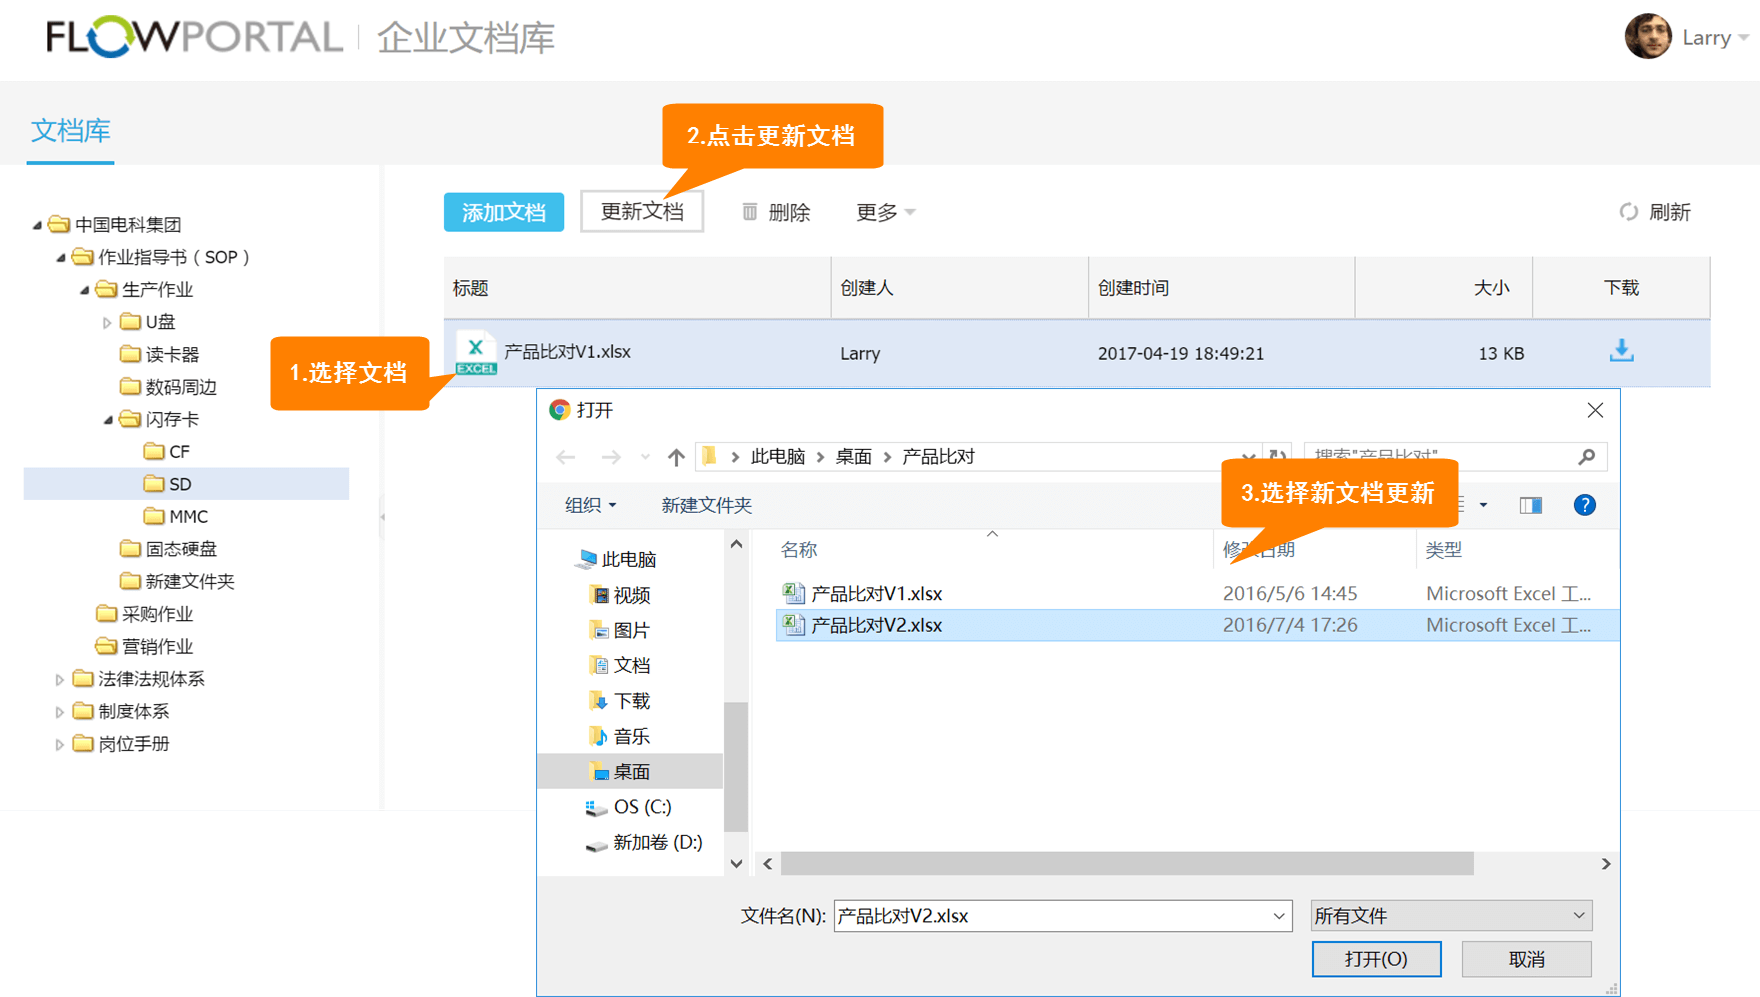 FLOWPORTAL 企业文档库
Larry
文档库
2.点击更新文档
添加文档 更新文档 删除 更多 刷新
中国电科集团
作业指导书（SOP）
生产作业
U盘
读卡器
数码周边
闪存卡
CF
SD
MMC
固态硬盘
新建文件夹
采购作业
营销作业
法律法规体系
制度体系
岗位手册
标题 创建人 创建时间 大小 下载
X EXCEL 产品比对V1.xlsx Larry 2017-04-19 18:49:21 13 KB
1.选择文档
打开
此电脑 桌面 产品比对 搜索"产品比对"
3.选择新文档更新
组织 新建文件夹
此电脑
视频
图片
文档
下载
音乐
桌面
OS (C:)
新加卷 (D:)
名称 修改日期 类型
产品比对V1.xlsx 2016/5/6 14:45 Microsoft Excel 工...
产品比对V2.xlsx 2016/7/4 17:26 Microsoft Excel 工...
文件名(N): 产品比对V2.xlsx 所有文件
打开(O) 取消